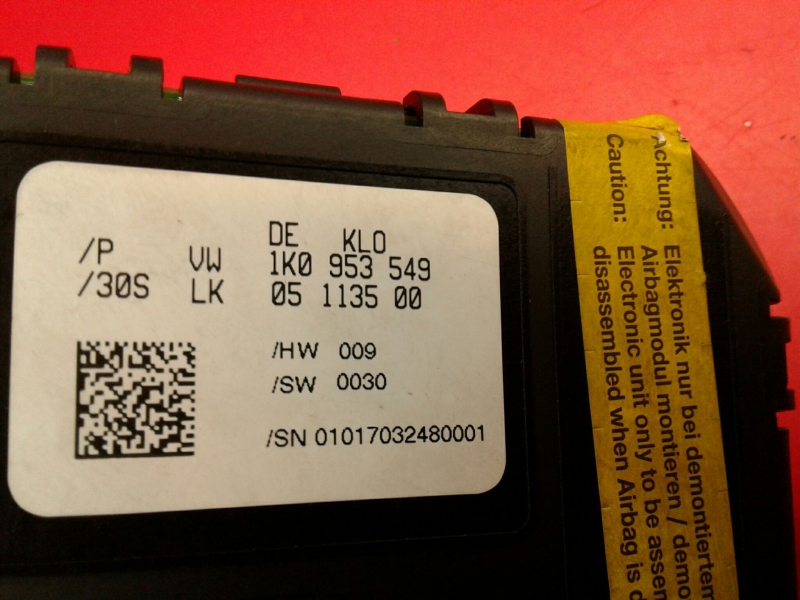 DE KLO
/P VW 1K0 953 549
/30S LK 05 1135 00
/HW 009
/SW 0030
/SN 01017032480001
Achtung: Elektronik nur bei demontiertem
Airbagmodul montieren / demo
Caution: Electronic unit only to be assem
disassembled when Airbag is d